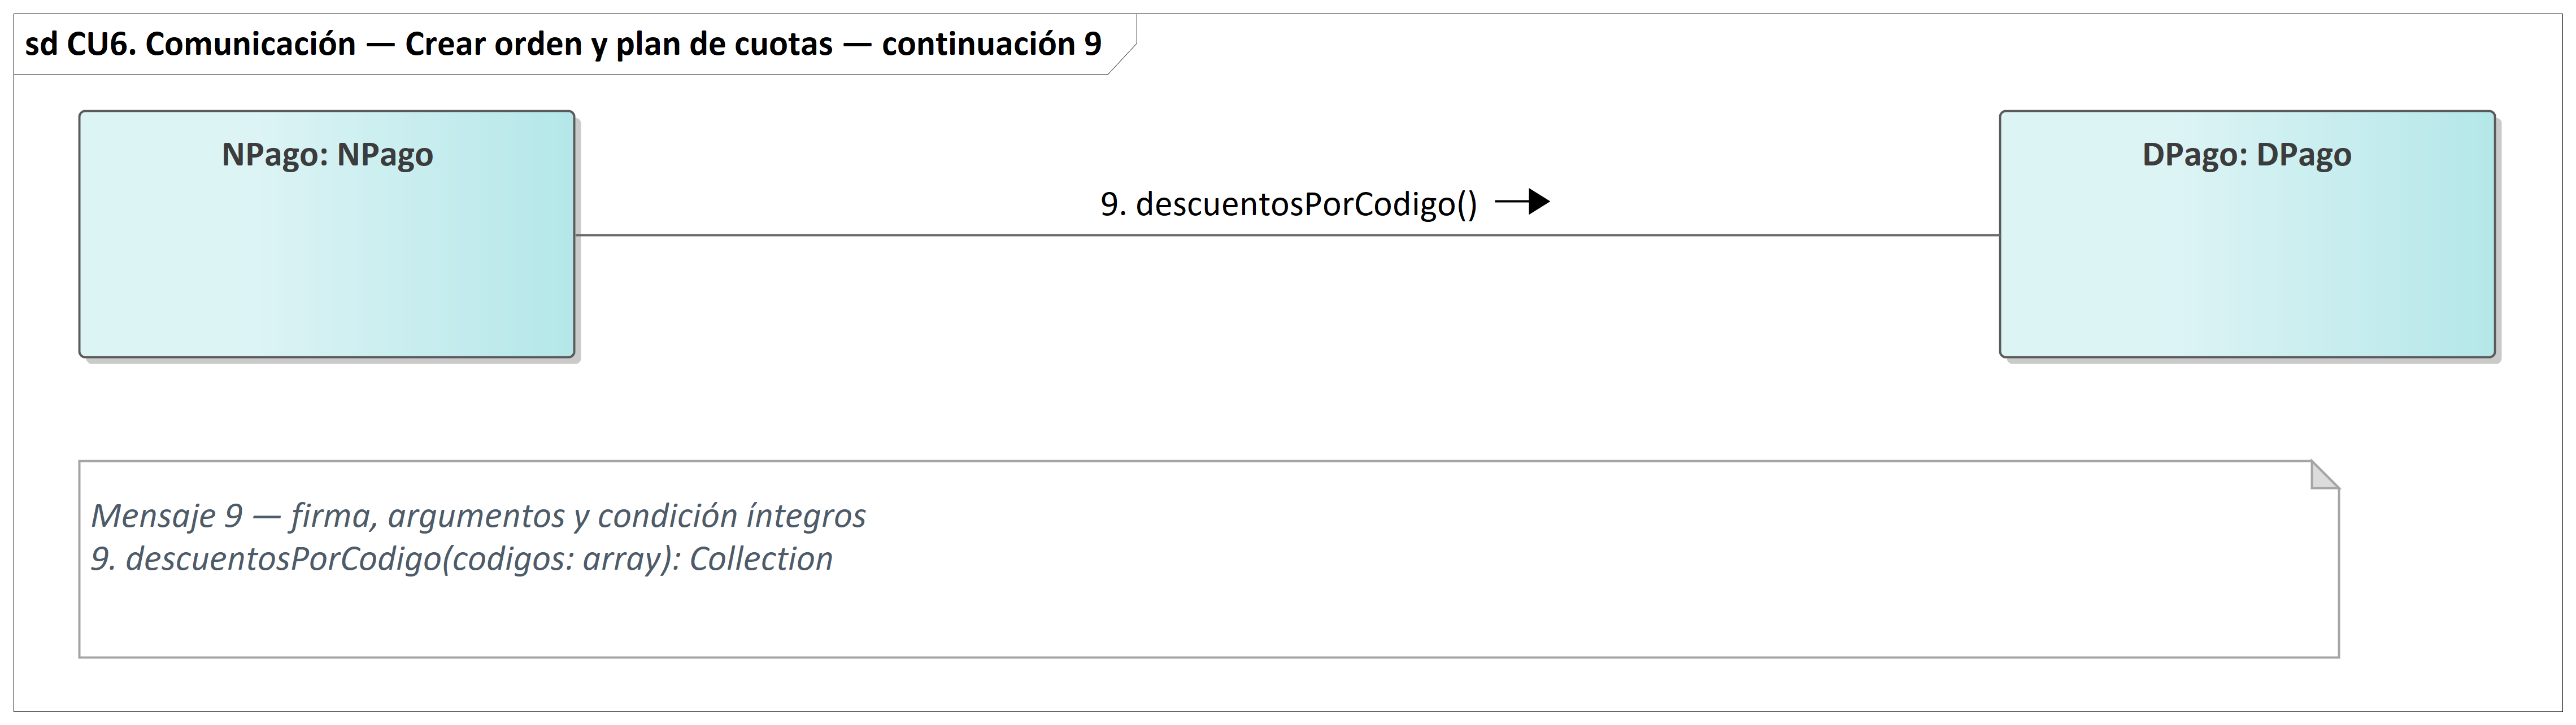 sd CU6. Comunicación — Crear orden y plan de cuotas — continuación 9
NPago: NPago
DPago: DPago
9. descuentosPorCodigo()
Mensaje 9 — firma, argumentos y condición íntegros
9. descuentosPorCodigo(codigos: array): Collection